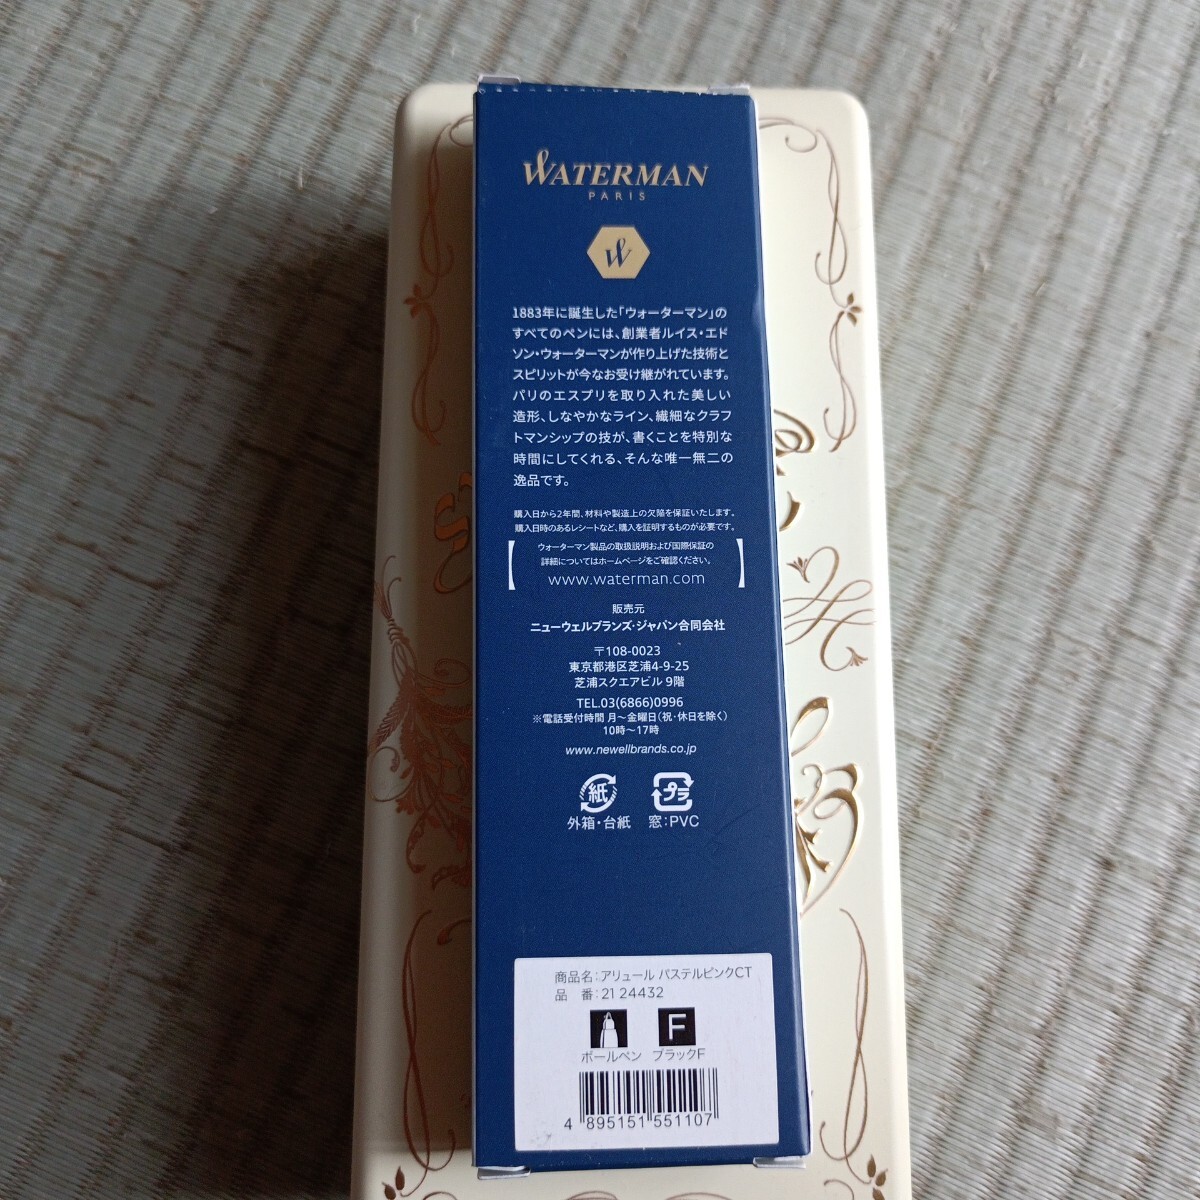 WATERMAN
PARIS
W
1883年に誕生した「ウォーターマン」の
すべてのペンには、創業者ルイス・エド
ソン・ウォーターマンが作り上げた技術と
スピリットが今なお受け継がれています。
パリのエスプリを取り入れた美しい
造形、しなやかなライン、繊細なクラフ
トマンシップの技が、書くことを特別な
時間にしてくれる、そんな唯一無二の
逸品です。
購入日から2年間、材料や製造上の欠陥を保証いたします。
購入日時のあるレシートなど、購入を証明するものが必要です。
ウォーターマン製品の取扱説明および国際保証の
詳細についてはホームページをご確認ください。
www.waterman.com
販売元
ニューウェルブランズ・ジャパン合同会社
〒108-0023
東京都港区芝浦4-9-25
芝浦スクエアビル 9階
TEL.03(6866)0996
※電話受付時間 月～金曜日(祝・休日を除く)
10時～17時
www.newellbrands.co.jp
紙 プラ
外箱・台紙 窓:PVC
商品名:アリュール パステルピンクCT
品 番:21 24432
F
ボールペン ブラックF
4 895151 551107